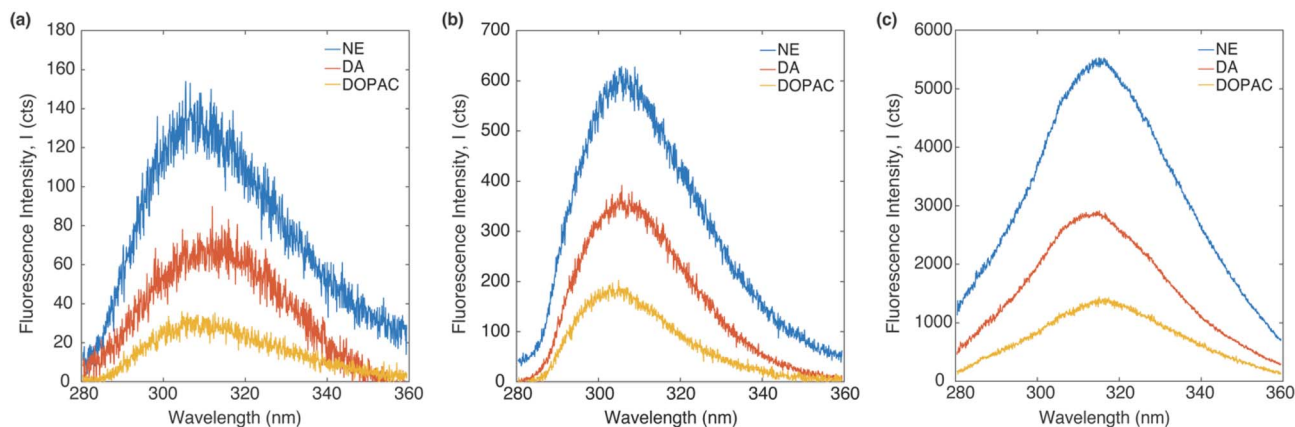 (a)
180
160
140
120
100
80
60
40
20
0
280 300 320 340 360
Wavelength (nm)
Fluorescence Intensity, I (cts)
NE
DA
DOPAC
(b)
700
600
500
400
300
200
100
0
280 300 320 340 360
Wavelength (nm)
Fluorescence Intensity, I (cts)
NE
DA
DOPAC
(c)
6000
5000
4000
3000
2000
1000
0
280 300 320 340 360
Wavelength (nm)
Fluorescence Intensity, I (cts)
NE
DA
DOPAC